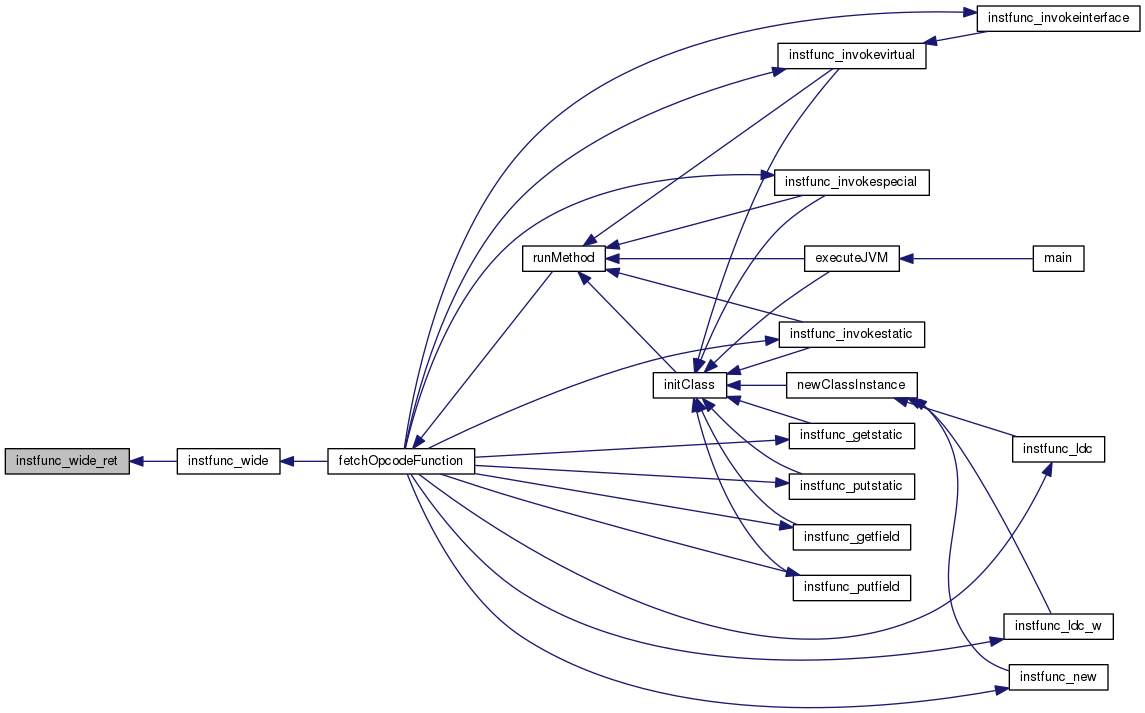 instfunc_invokeinterface
instfunc_invokevirtual
instfunc_invokespecial
runMethod
executeJVM
main
instfunc_invokestatic
initClass
newClassInstance
instfunc_getstatic
instfunc_ldc
instfunc_wide_ret
instfunc_wide
fetchOpcodeFunction
instfunc_putstatic
instfunc_getfield
instfunc_putfield
instfunc_ldc_w
instfunc_new